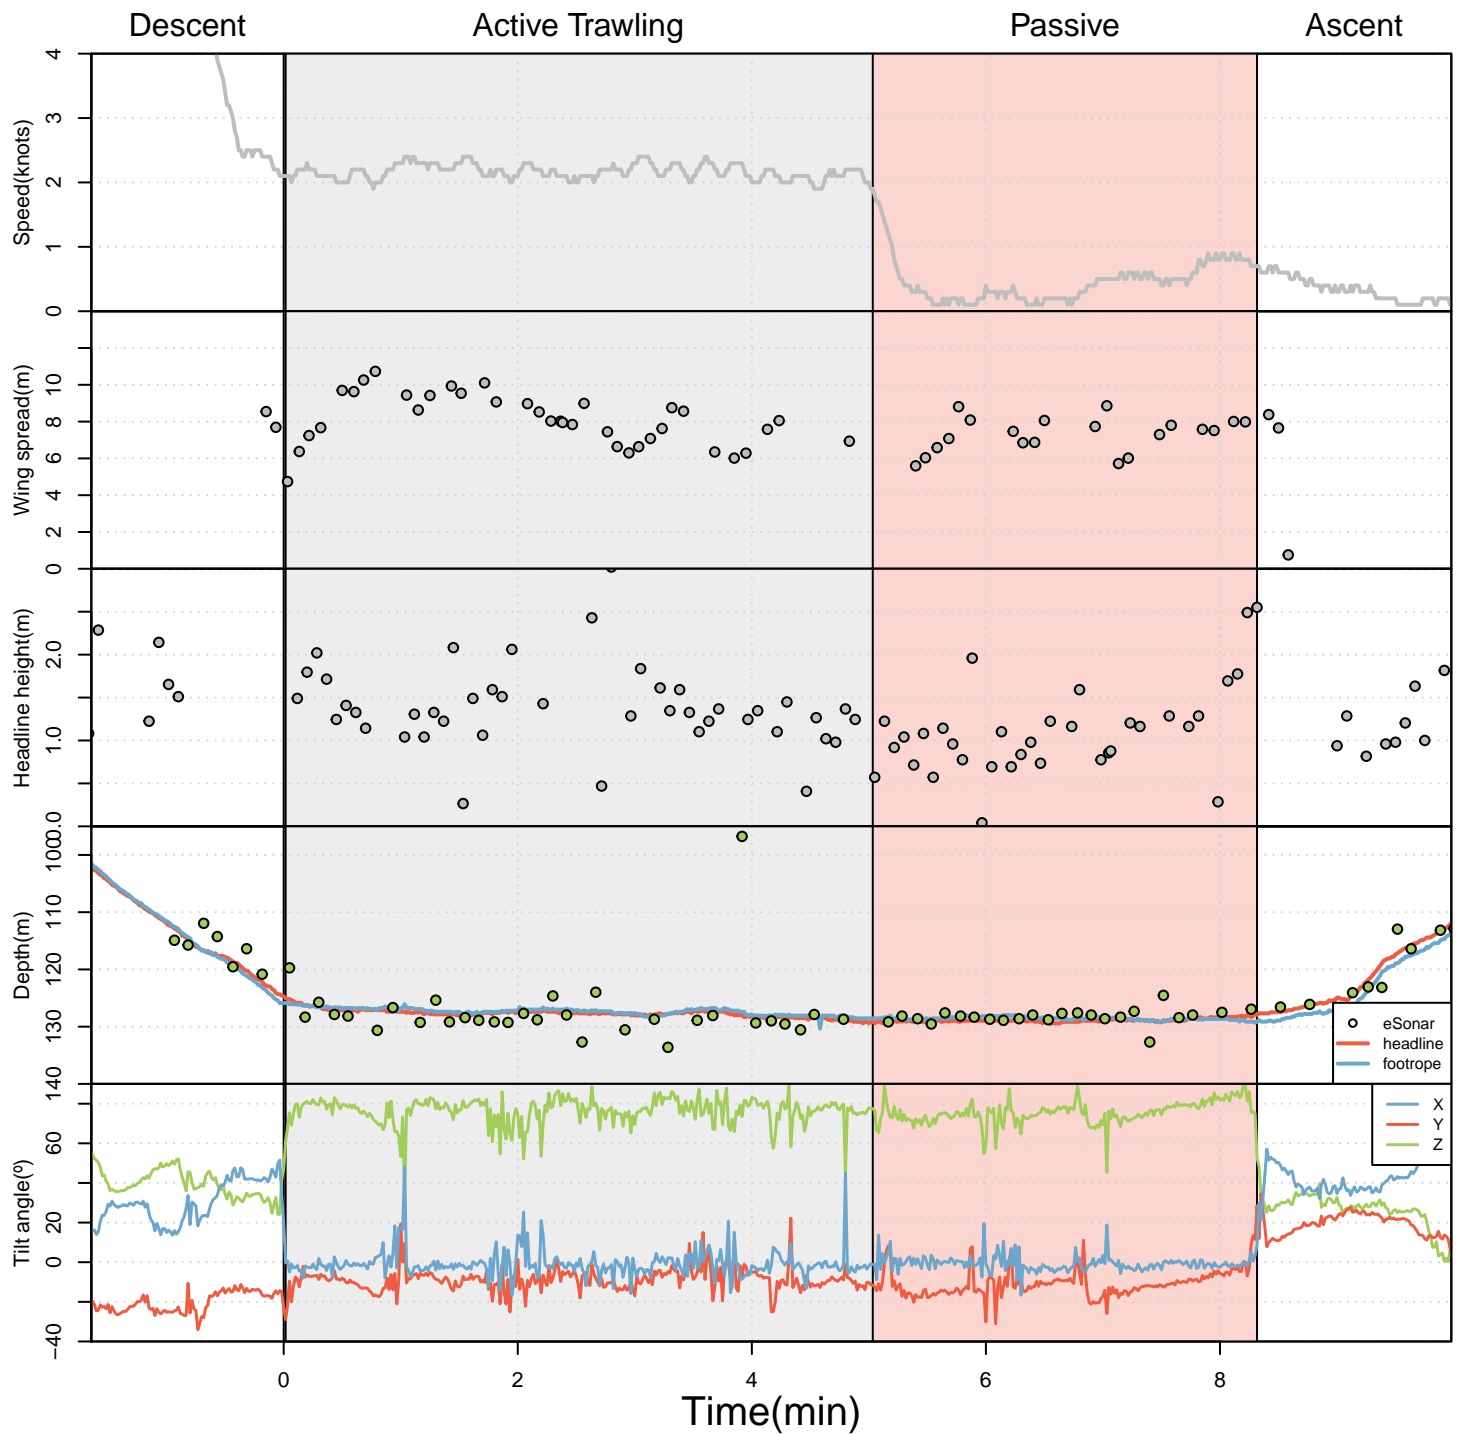 Descent Active Trawling Passive Ascent
Speed(knots)
4
3
2
1
0
Wing spread(m)
10
8
6
4
2
0
Headline height(m)
2.0
1.0
0.0
Depth(m)
100
110
120
130
140
eSonar
headline
footrope
Tilt angle(º)
60
20
0
−40
X
Y
Z
0 2 4 6 8
Time(min)